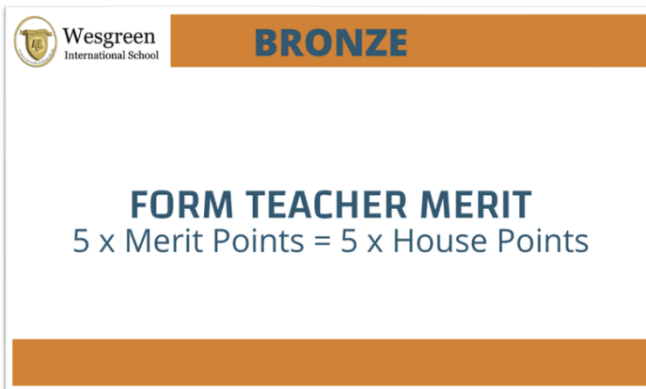 Wesgreen
International School
BRONZE
FORM TEACHER MERIT
5 x Merit Points = 5 x House Points